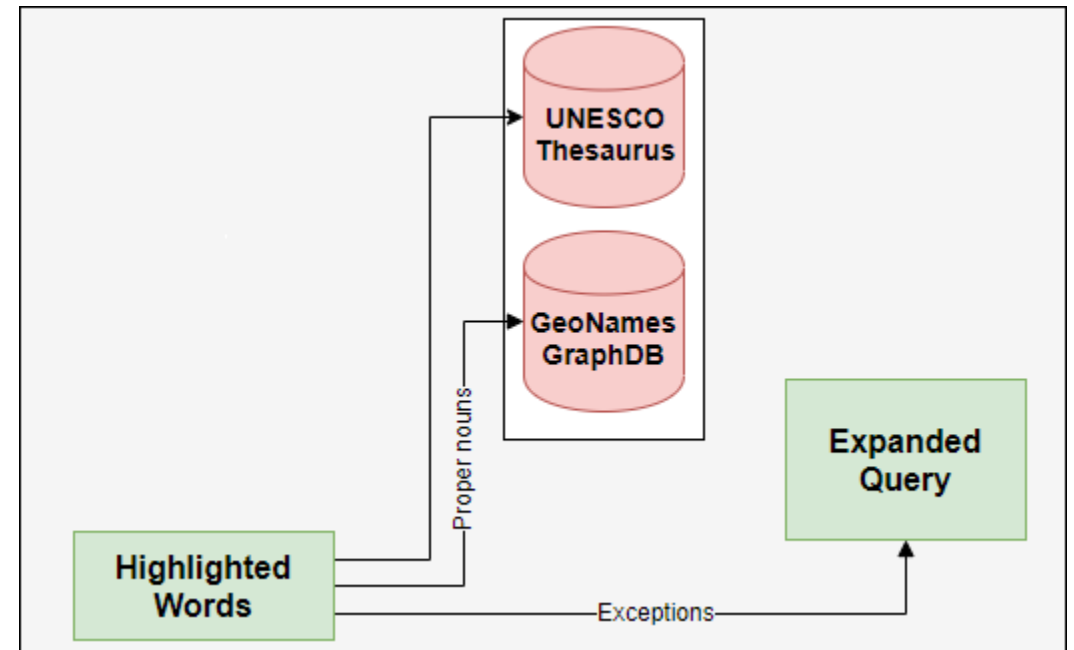 UNESCO
Thesaurus
GeoNames
GraphDB
Proper nouns
Expanded
Query
Highlighted
Words
Exceptions